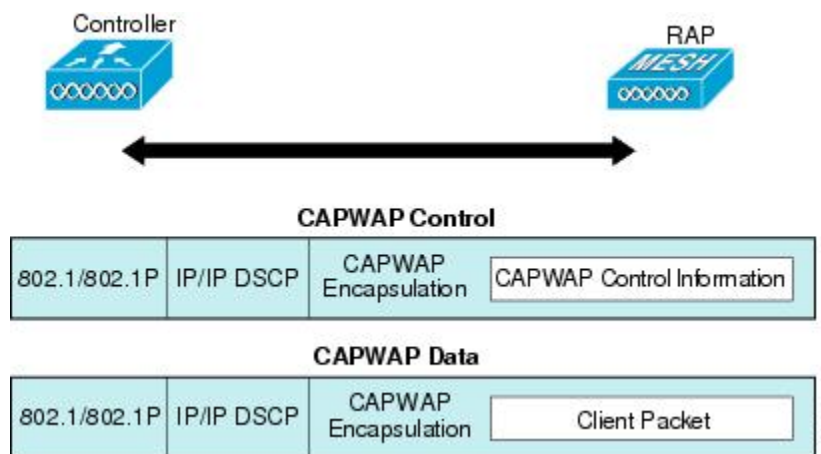 Controller
RAP
MESH
CAPWAP Control
802.1/802.1P
IP/IP DSCP
CAPWAP
Encapsulation
CAPWAP Control Information
CAPWAP Data
802.1/802.1P
IP/IP DSCP
CAPWAP
Encapsulation
Client Packet